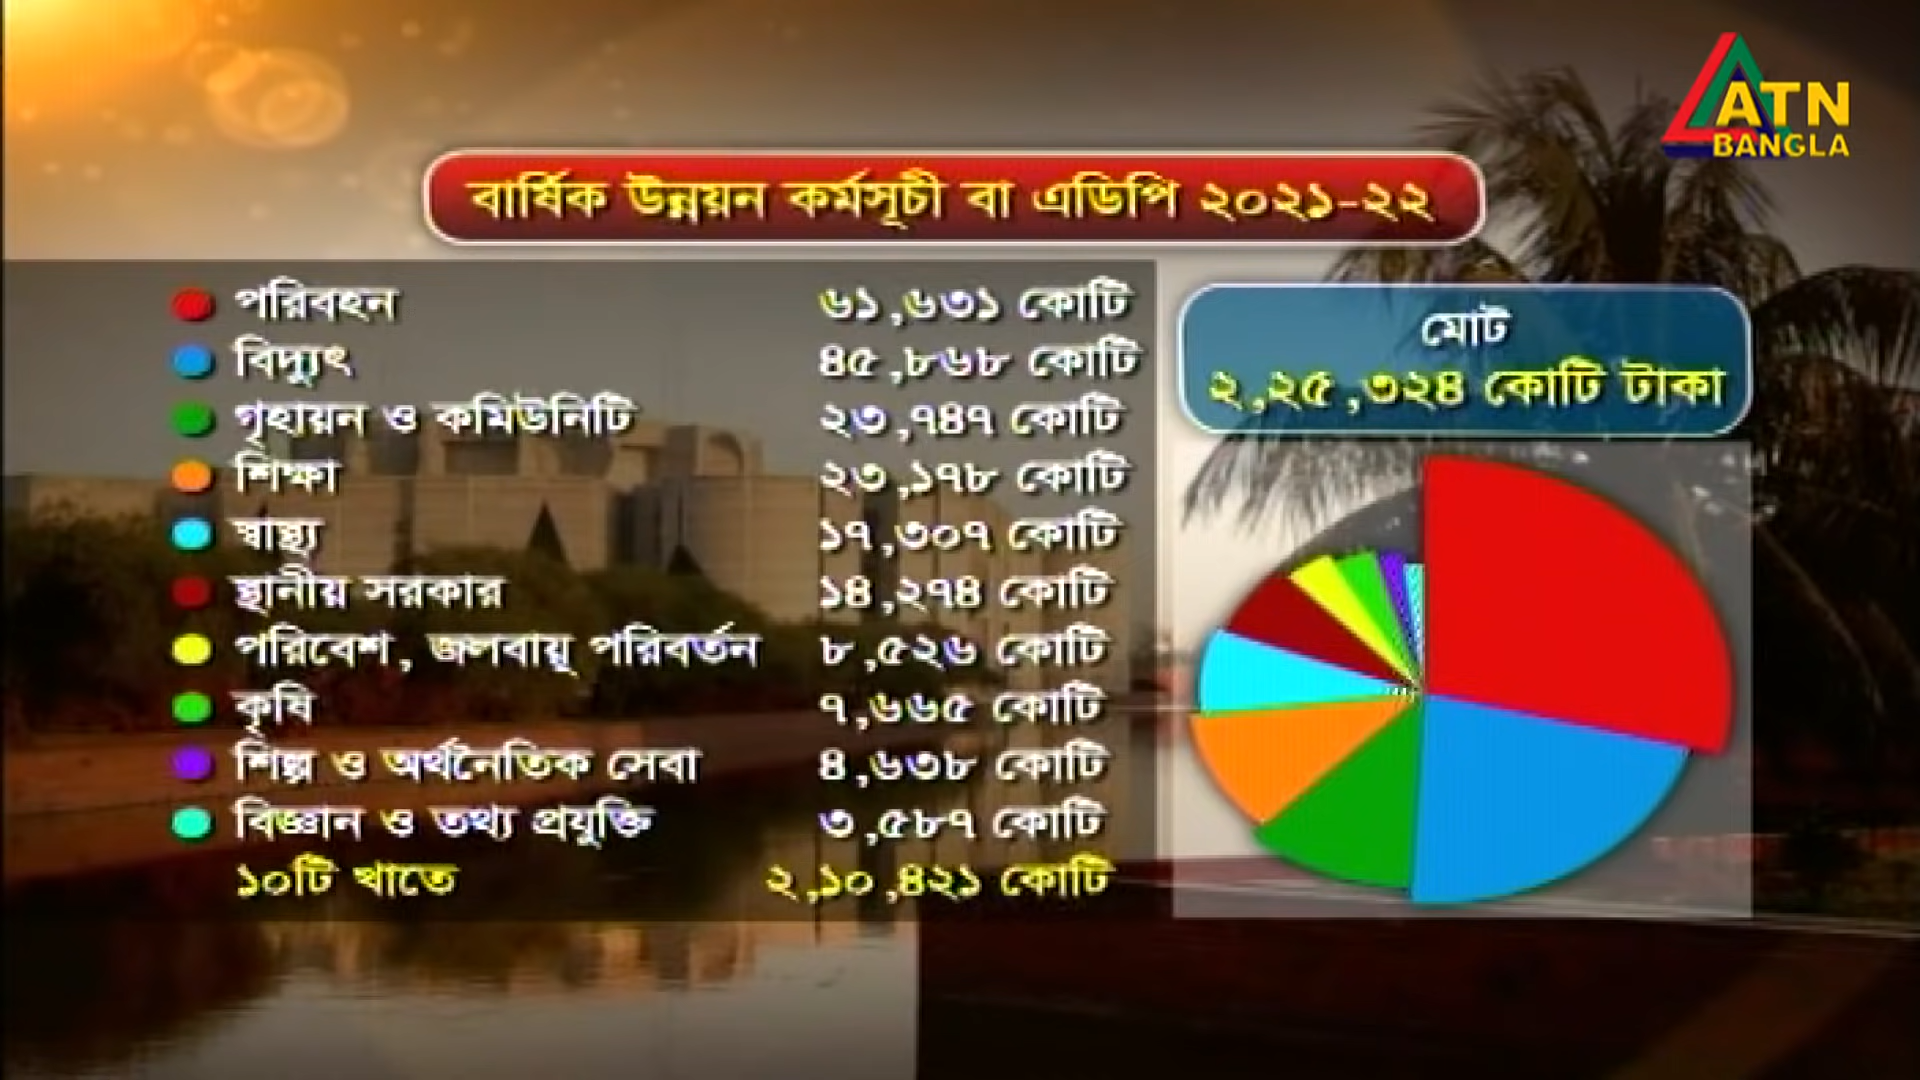 ATN
BANGLA
বার্ষিক উন্নয়ন কর্মসূচী বা এডিপি ২০২১-২২
পরিবহন ৬১,৬৩১ কোটি
বিদ্যুৎ ৪৫,৮৬৮ কোটি
গৃহায়ন ও কমিউনিটি ২৩,৭৪৭ কোটি
শিক্ষা ২৩,১৭৮ কোটি
স্বাস্থ্য ১৭,৩০৭ কোটি
স্থানীয় সরকার ১৪,২৭৪ কোটি
পরিবেশ, জলবায়ু পরিবর্তন ৮,৫২৬ কোটি
কৃষি ৭,৬৬৫ কোটি
শিল্প ও অর্থনৈতিক সেবা ৪,৬৩৮ কোটি
বিজ্ঞান ও তথ্য প্রযুক্তি ৩,৫৮৭ কোটি
১০টি খাতে ২,১০,৪২১ কোটি
মোট
২,২৫,৩২৪ কোটি টাকা